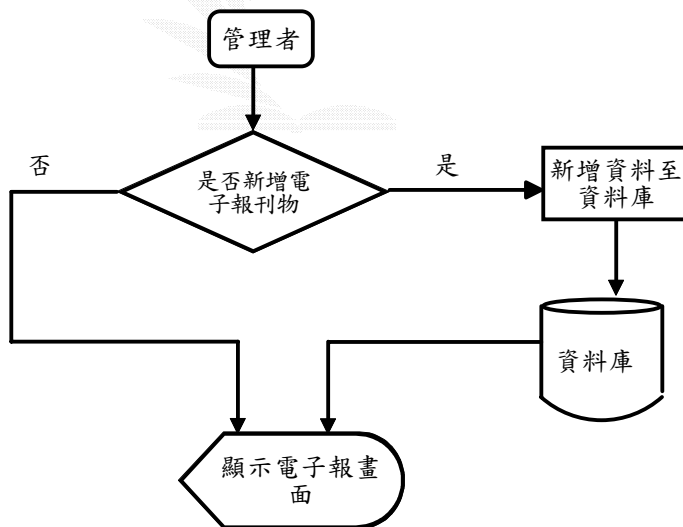 管理者
否
是否新增電
子報刊物
是
新增資料至
資料庫
資料庫
顯示電子報畫
面